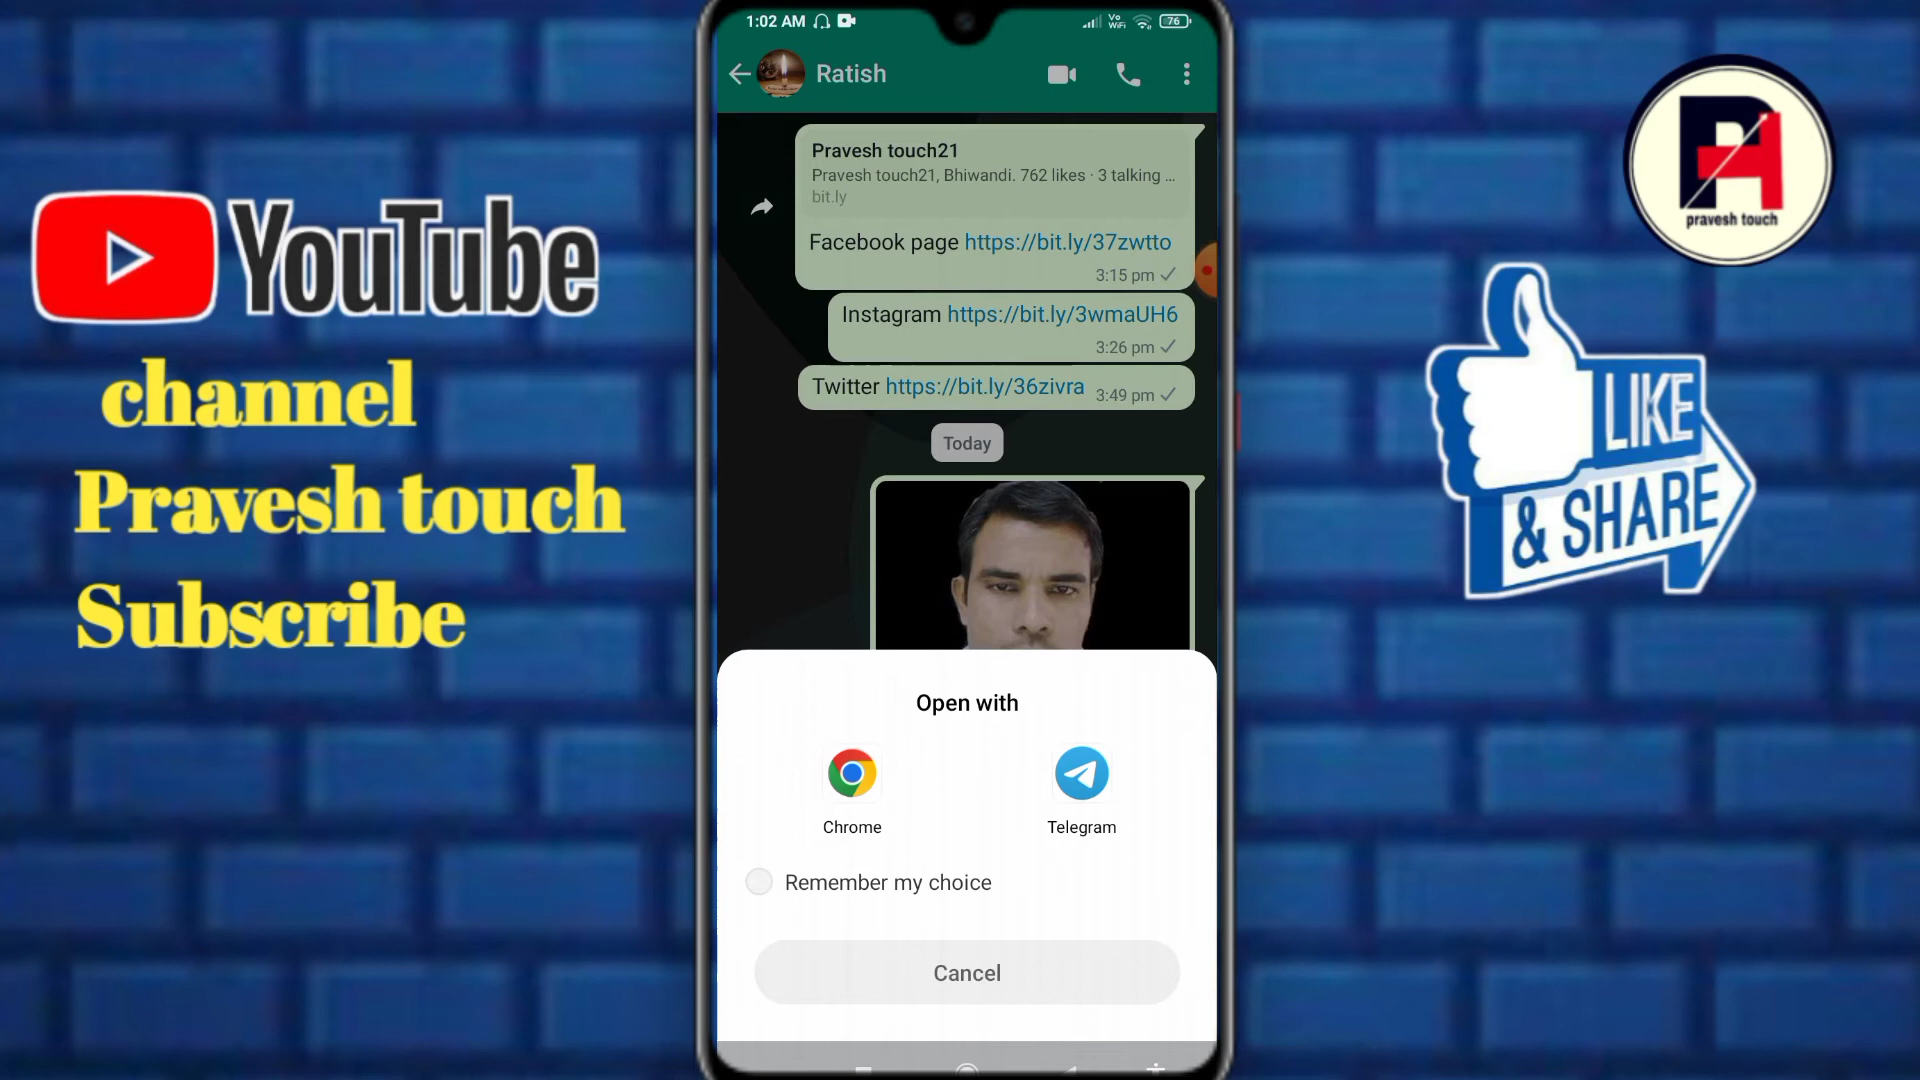 YouTube
channel
Pravesh touch
Subscribe
1:02 AM
Vo
WiFi
76
Ratish
Pravesh touch21
Pravesh touch21, Bhiwandi. 762 likes · 3 talking ...
bit.ly
Facebook page https://bit.ly/37zwtto
3:15 pm
Instagram https://bit.ly/3wmaUH6
3:26 pm
Twitter https://bit.ly/36zivra
3:49 pm
Today
Open with
Chrome
Telegram
Remember my choice
Cancel
pravesh touch
LIKE
& SHARE